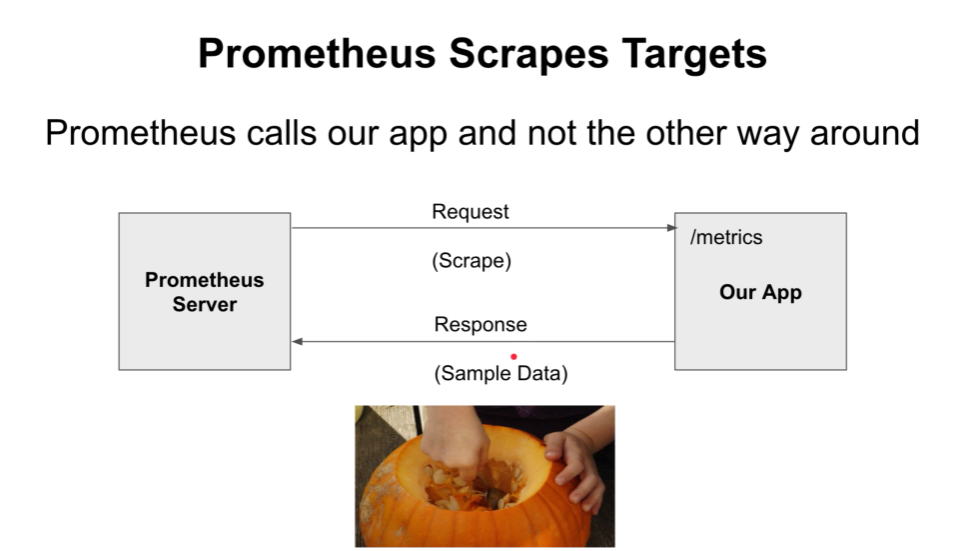 Prometheus Scrapes Targets
Prometheus calls our app and not the other way around
Request
(Scrape)
Prometheus
Server
/metrics
Our App
Response
(Sample Data)